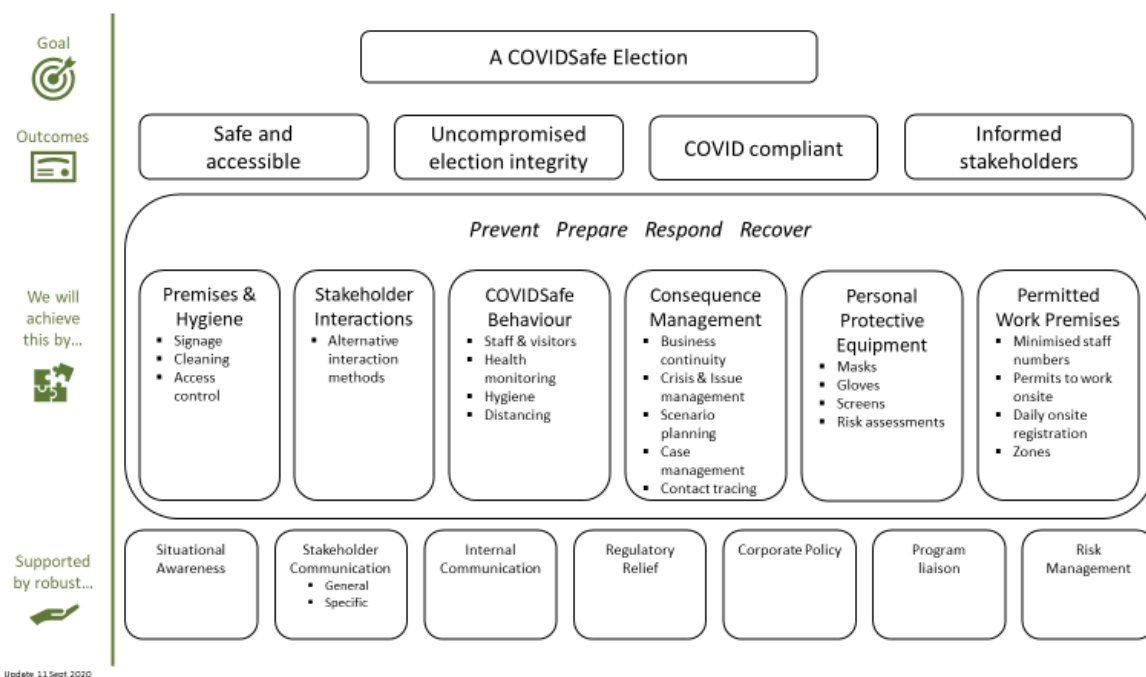 Goal
A COVIDSafe Election
Outcomes
Safe and
accessible
Uncompromised
election integrity
COVID compliant
Informed
stakeholders
Prevent Prepare Respond Recover
We will
achieve
this by...
Premises &
Hygiene
▪ Signage
▪ Cleaning
▪ Access
control
Stakeholder
Interactions
▪ Alternative
interaction
methods
COVIDSafe
Behaviour
▪ Staff & visitors
▪ Health
monitoring
▪ Hygiene
▪ Distancing
Consequence
Management
▪ Business
continuity
▪ Crisis & Issue
management
▪ Scenario
planning
▪ Case
management
▪ Contact tracing
Personal
Protective
Equipment
▪ Masks
▪ Gloves
▪ Screens
▪ Risk assessments
Permitted
Work Premises
▪ Minimised staff
numbers
▪ Permits to work
onsite
▪ Daily onsite
registration
▪ Zones
Supported
by robust...
Situational
Awareness
Stakeholder
Communication
▪ General
▪ Specific
Internal
Communication
Regulatory
Relief
Corporate Policy
Program
liaison
Risk
Management
Update 11 Sept 2020